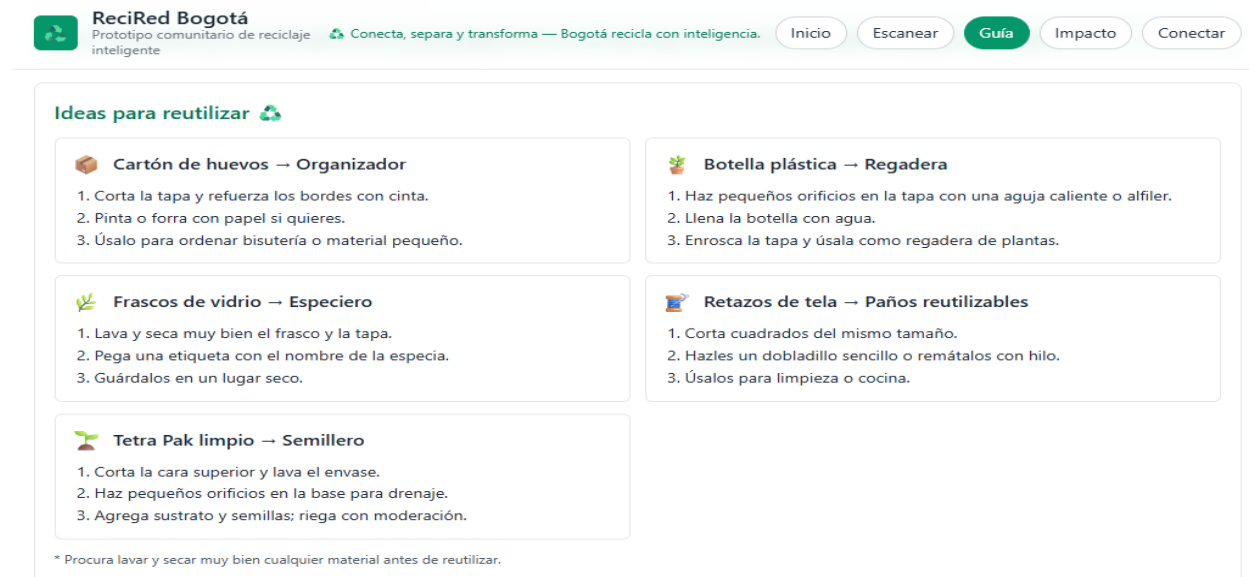 ReciRed Bogotá
Prototipo comunitario de reciclaje
inteligente
Conecta, separa y transforma — Bogotá recicla con inteligencia.
Inicio
Escanear
Guía
Impacto
Conectar
Ideas para reutilizar
Cartón de huevos → Organizador
1. Corta la tapa y refuerza los bordes con cinta.
2. Pinta o forra con papel si quieres.
3. Úsalo para ordenar bisutería o material pequeño.
Botella plástica → Regadera
1. Haz pequeños orificios en la tapa con una aguja caliente o alfiler.
2. Llena la botella con agua.
3. Enrosca la tapa y úsala como regadera de plantas.
Frascos de vidrio → Especiero
1. Lava y seca muy bien el frasco y la tapa.
2. Pega una etiqueta con el nombre de la especia.
3. Guárdalos en un lugar seco.
Retazos de tela → Paños reutilizables
1. Corta cuadrados del mismo tamaño.
2. Hazles un dobladillo sencillo o remátalos con hilo.
3. Úsalos para limpieza o cocina.
Tetra Pak limpio → Semillero
1. Corta la cara superior y lava el envase.
2. Haz pequeños orificios en la base para drenaje.
3. Agrega sustrato y semillas; riega con moderación.
* Procura lavar y secar muy bien cualquier material antes de reutilizar.